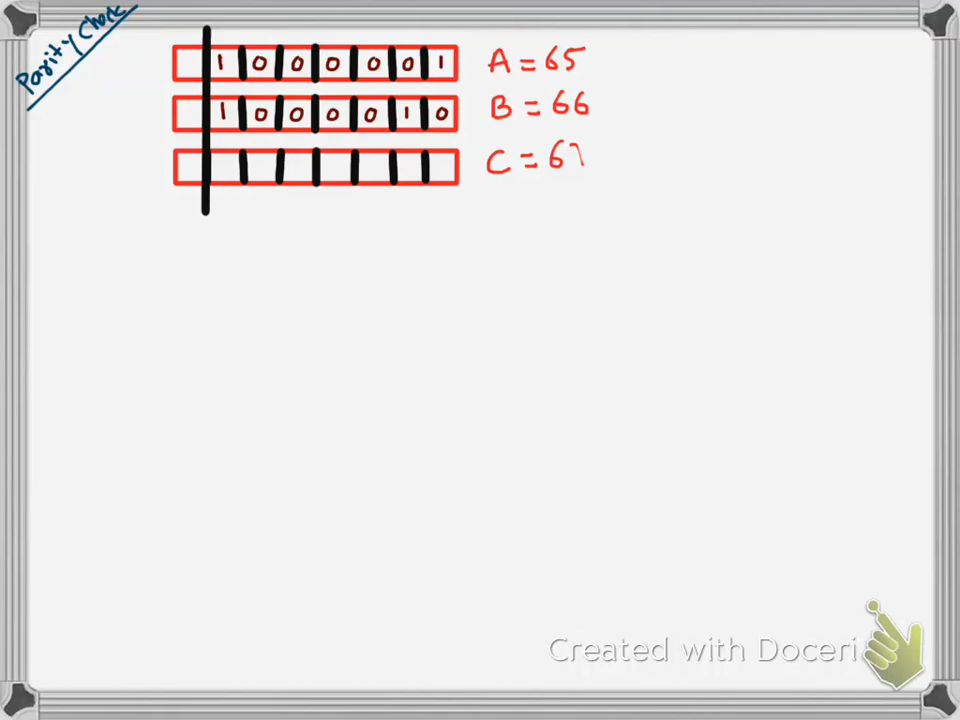 Parity Check
1 0 0 0 0 0 1 A = 65
1 0 0 0 0 1 0 B = 66
C = 67
Created with Doceri